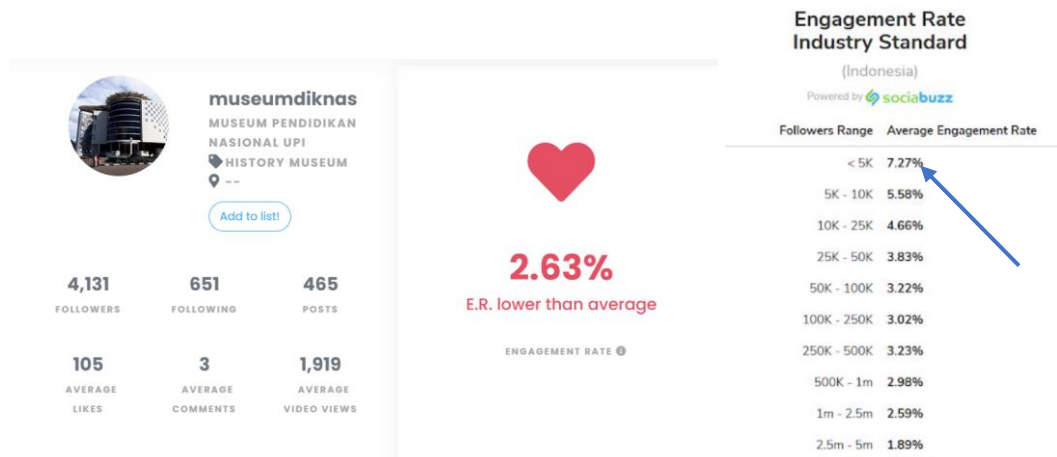 museumdiknas
MUSEUM PENDIDIKAN
NASIONAL UPI
HISTORY MUSEUM
--
Add to list!
4,131
FOLLOWERS
651
FOLLOWING
465
POSTS
105
AVERAGE
LIKES
3
AVERAGE
COMMENTS
1,919
AVERAGE
VIDEO VIEWS
2.63%
E.R. lower than average
ENGAGEMENT RATE
Engagement Rate
Industry Standard
(Indonesia)
Powered by sociabuzz
Followers Range Average Engagement Rate
< 5K 7.27%
5K - 10K 5.58%
10K - 25K 4.66%
25K - 50K 3.83%
50K - 100K 3.22%
100K - 250K 3.02%
250K - 500K 3.23%
500K - 1m 2.98%
1m - 2.5m 2.59%
2.5m - 5m 1.89%